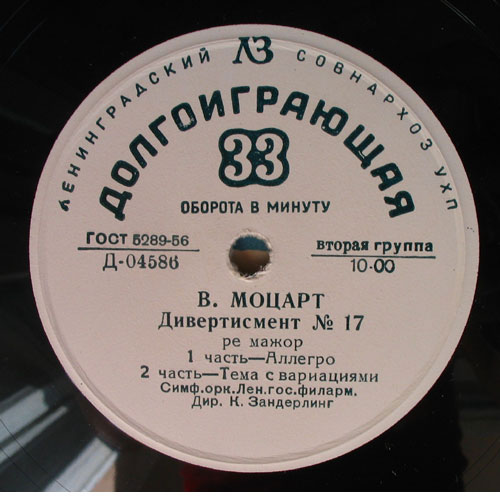 ЛЕНИНГРАДСКИЙ ЛЗ СОВНАРХОЗ УХП
ДОЛГОИГРАЮЩАЯ
33
ОБОРОТА В МИНУТУ
ГОСТ 5289-56
Д-04586
вторая группа
10-00
В. МОЦАРТ
Дивертисмент № 17
ре мажор
1 часть—Аллегро
2 часть—Тема с вариациями
Симф.орк.Лен.гос.филарм.
Дир. К. Зандерлинг